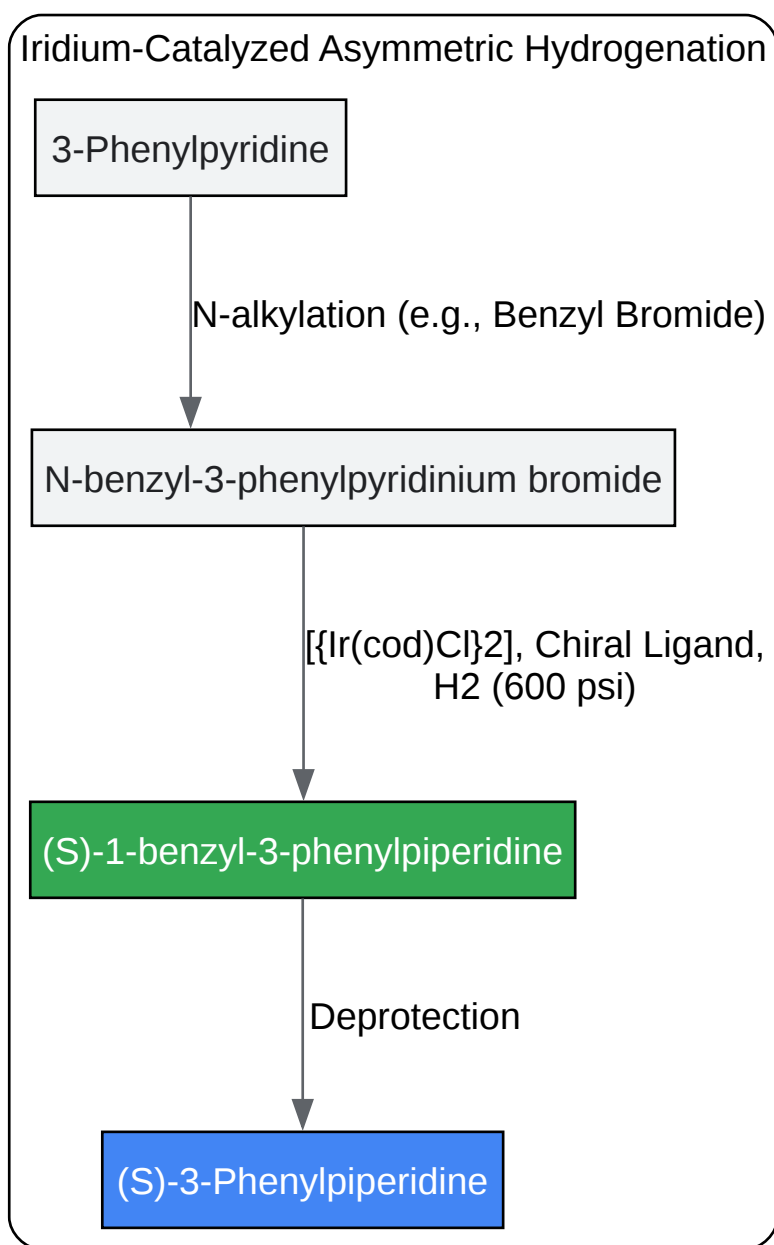 Iridium-Catalyzed Asymmetric Hydrogenation
3-Phenylpyridine
N-alkylation (e.g., Benzyl Bromide)
N-benzyl-3-phenylpyridinium bromide
[{Ir(cod)Cl}2], Chiral Ligand,
H2 (600 psi)
(S)-1-benzyl-3-phenylpiperidine
Deprotection
(S)-3-Phenylpiperidine